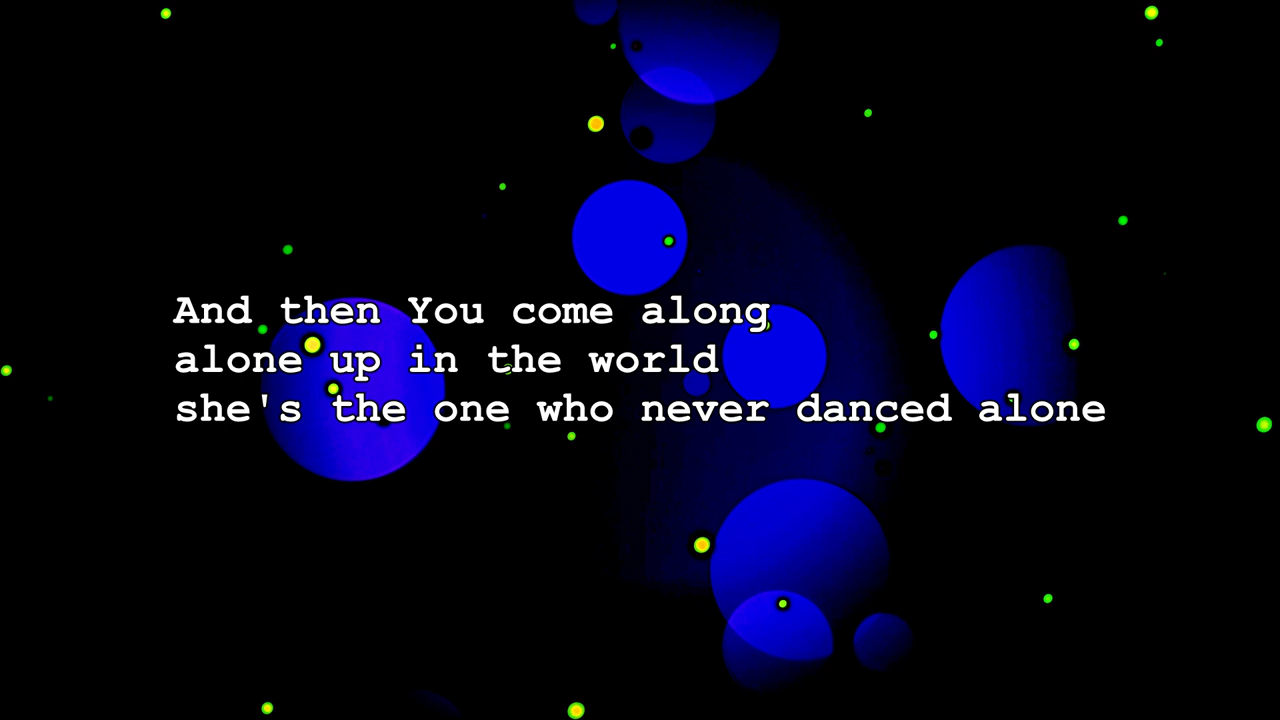 And then You come along
alone up in the world
she's the one who never danced alone